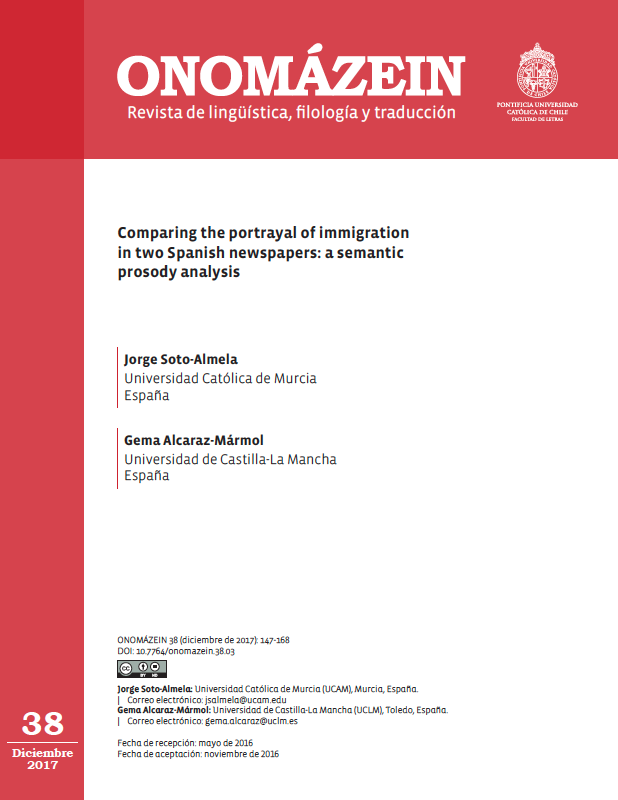 ONOMÁZEIN
Revista de lingüística, filología y traducción
PONTIFICIA UNIVERSIDAD
CATÓLICA DE CHILE
FACULTAD DE LETRAS
Comparing the portrayal of immigration
in two Spanish newspapers: a semantic
prosody analysis
Jorge Soto-Almela
Universidad Católica de Murcia
España
Gema Alcaraz-Mármol
Universidad de Castilla-La Mancha
España
ONOMÁZEIN 38 (diciembre de 2017): 147-168
DOI: 10.7764/onomazein.38.03
CC BY ND
Jorge Soto-Almela: Universidad Católica de Murcia (UCAM), Murcia, España.
| Correo electrónico: jsalmela@ucam.edu
Gema Alcaraz-Mármol: Universidad de Castilla-La Mancha (UCLM), Toledo, España.
| Correo electrónico: gema.alcaraz@uclm.es
Fecha de recepción: mayo de 2016
Fecha de aceptación: noviembre de 2016
38
Diciembre
2017